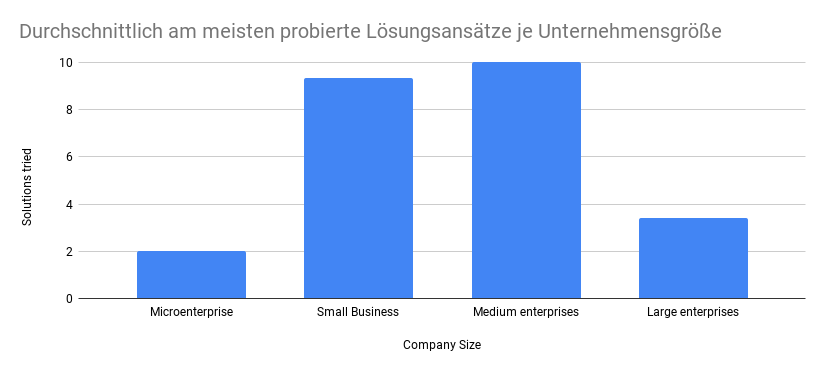 Durchschnittlich am meisten probierte Lösungsansätze je Unternehmensgröße
10
8
6
4
2
0
Solutions tried
Microenterprise
Small Business
Medium enterprises
Large enterprises
Company Size